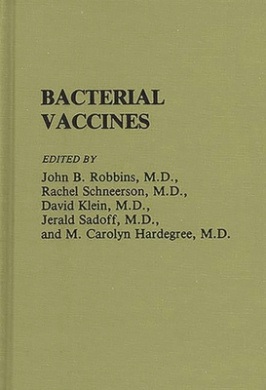 BACTERIAL
VACCINES
EDITED BY
John B. Robbins, M.D.,
Rachel Schneerson, M.D.,
David Klein, M.D.,
Jerald Sadoff, M.D.,
and M. Carolyn Hardegree, M.D.